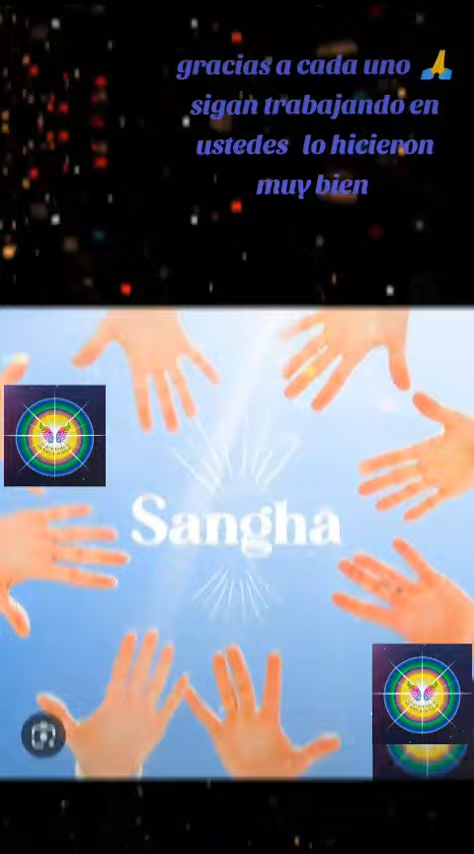 gracias a cada uno 🙏
sigan trabajando en
ustedes lo hicieron
muy bien
Sangha